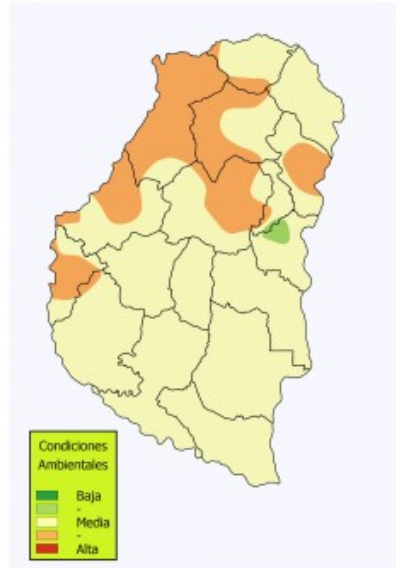 Condiciones
Ambientales
Baja
-
Media
-
Alta